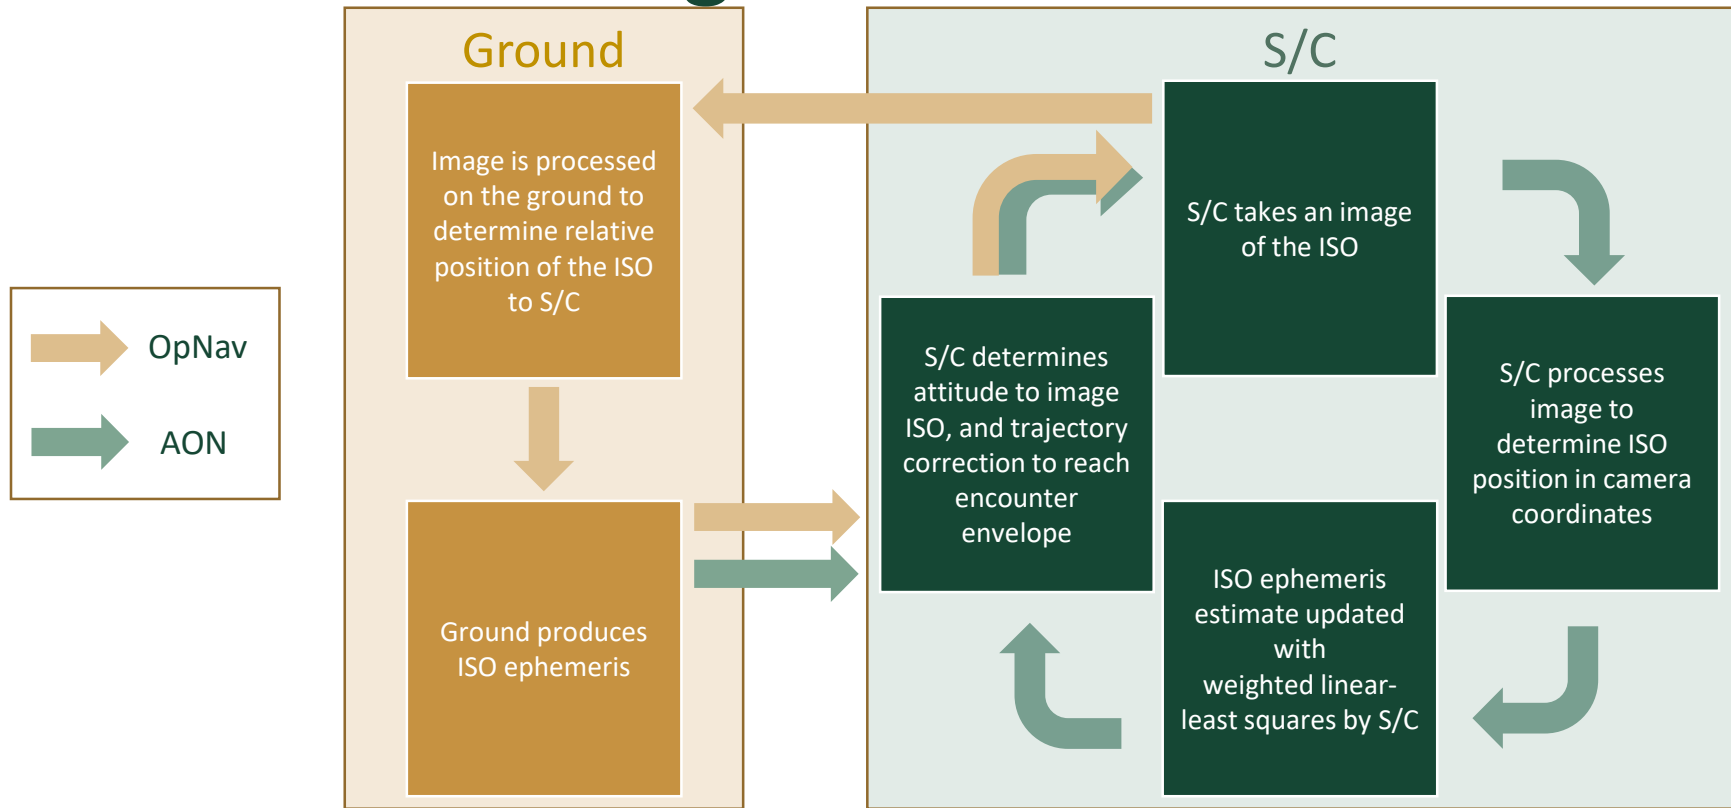 Ground
Image is processed
on the ground to
determine relative
position of the ISO
to S/C
Ground produces
ISO ephemeris
OpNav
AON
S/C
S/C takes an image
of the ISO
S/C determines
attitude to image
ISO, and trajectory
correction to reach
encounter
envelope
S/C processes
image to
determine ISO
position in camera
coordinates
ISO ephemeris
estimate updated
with
weighted linear-
least squares by S/C